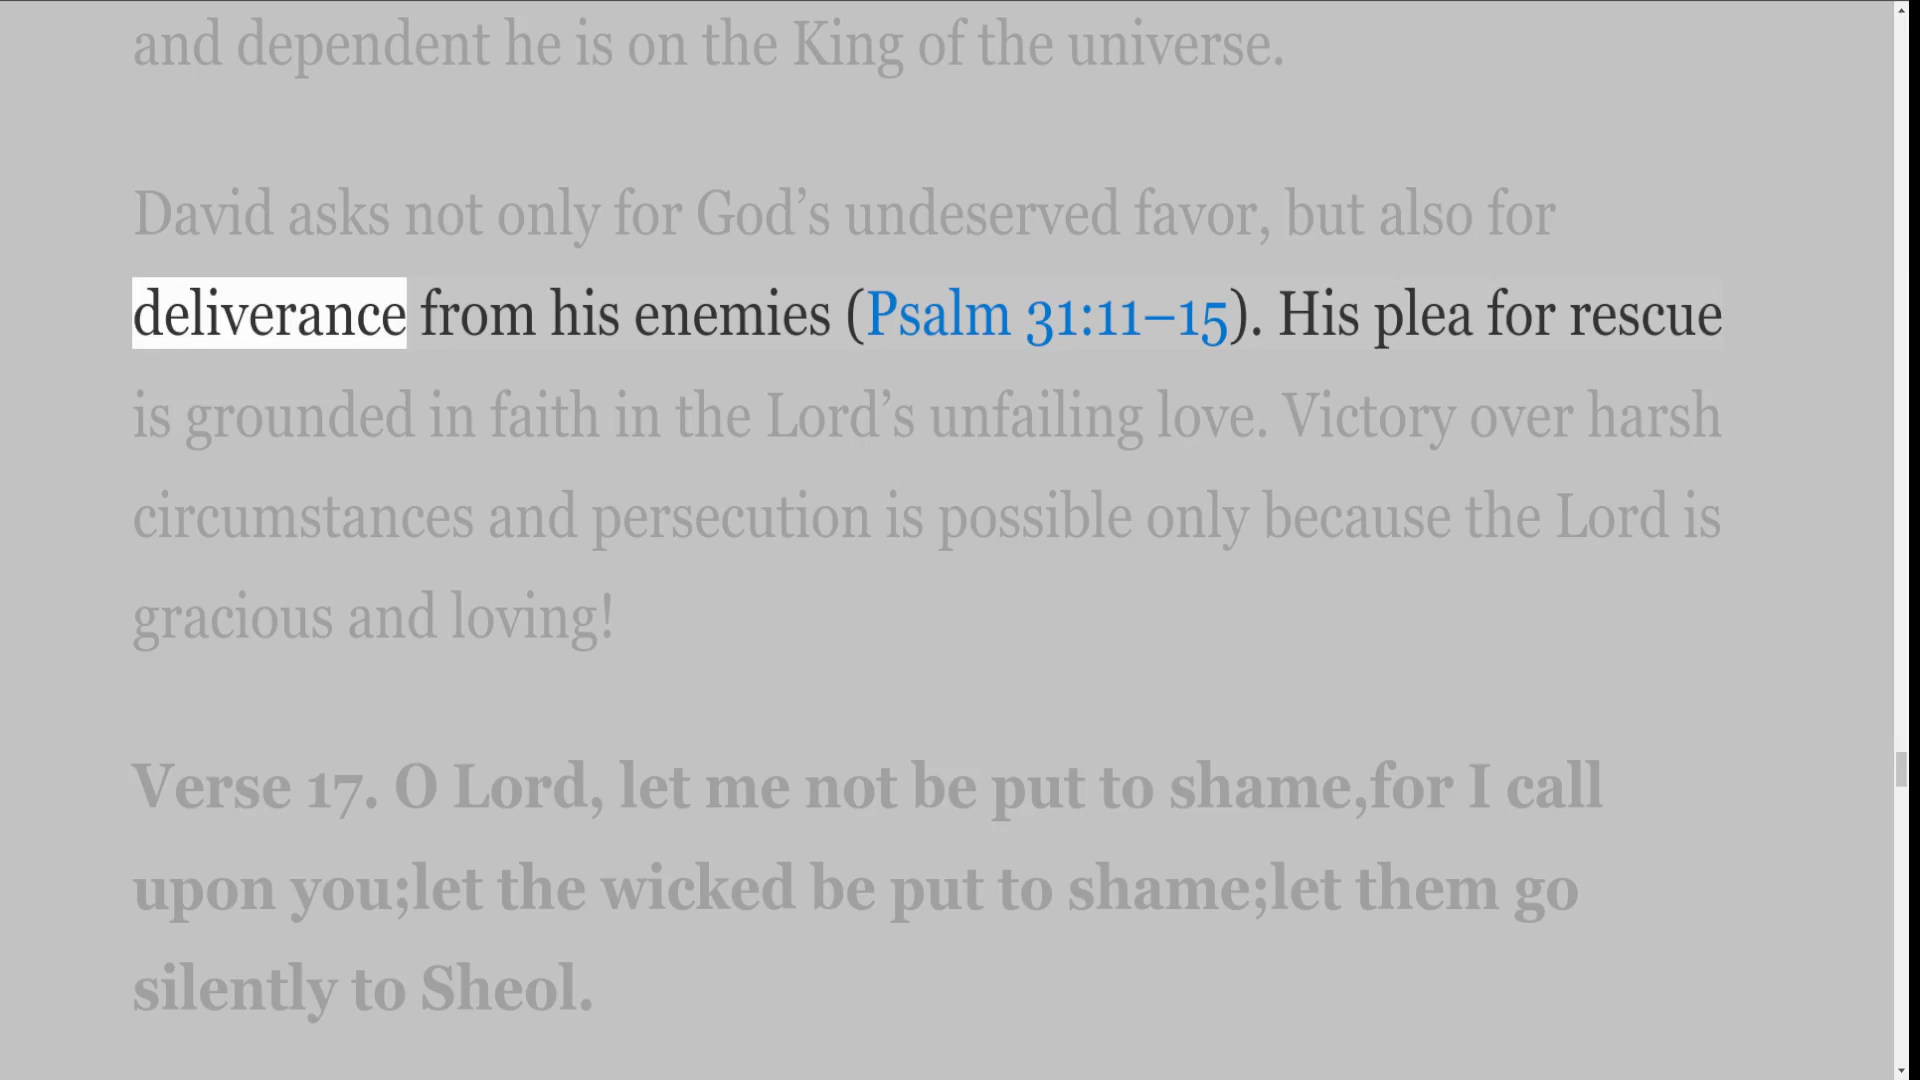 and dependent he is on the King of the universe.
David asks not only for God’s undeserved favor, but also for
deliverance from his enemies (Psalm 31:11–15). His plea for rescue
is grounded in faith in the Lord’s unfailing love. Victory over harsh
circumstances and persecution is possible only because the Lord is
gracious and loving!
Verse 17. O Lord, let me not be put to shame,for I call
upon you;let the wicked be put to shame;let them go
silently to Sheol.